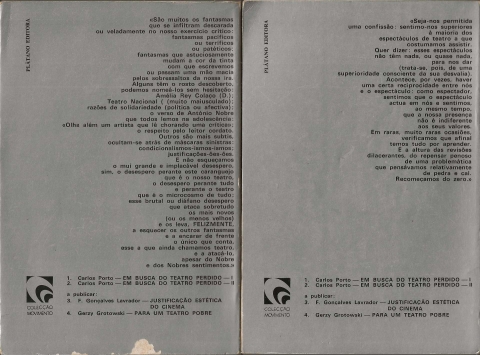 PLÁTANO EDITORA
«São muitos os fantasmas
que se infiltram descarada
ou veladamente no nosso exercício crítico:
fantasmas pacíficos
ou terríficos
ou patéticos,
fantasmas que astuciosamente
mudam a cor da tinta
com que escrevemos
ou passam uma mão macia
pelos sobressaltos da nossa ira.
Alguns têm o rosto descoberto,
podemos nomeá-los sem hesitação:
Amélia Rey Colaço (D.);
Teatro Nacional ( (muito maiusculado);
razões de solidariedade (política ou afectiva);
o verso de António Nobre
que todos lemos na adolescência:
«Olha além um artista que lê chorando uma crítica»;
o respeito pelo leitor cordato.
Outros são mais subtis,
ocultam-se atrás de máscaras sinistras:
condicionalismos-ismos-ismos;
justificações-ões-ões.
E não esqueçamos
o mui grande e implacável desespero,
sim, o desespero perante este caranguejo
que é o nosso teatro,
o desespero perante tudo
e perante o teatro
que é o microcosmo de tudo;
esse brutal ou diáfano desespero
que ataca sobretudo
os mais novos
(ou os menos velhos)
e os leva, FELIZMENTE,
a esquecer os outros fantasmas
e a encarar de frente
o único que conta,
esse a que ainda chamamos teatro.
e a atacá-lo,
apesar do Nobre
e dos Nobres sentimentos.»
COLECÇÃO
MOVIMENTO
1. Carlos Porto — EM BUSCA DO TEATRO PERDIDO — I
2. Carlos Porto — EM BUSCA DO TEATRO PERDIDO — II
a publicar:
3. F. Gonçalves Lavrador — JUSTIFICAÇÃO ESTÉTICA
DO CINEMA
4. Gerzy Grotowski — PARA UM TEATRO POBRE
PLÁTANO EDITORA
«Seja-nos permitida
uma confissão: sentimo-nos superiores
à maioria dos
espectáculos de teatro a que
costumamos assistir.
Quer dizer: esses espectáculos
não têm nada, ou quase nada,
para nos dar
(trata-se, pois, de uma
superioridade consciente da sua desvalia).
Acontece, por vezes, haver
uma certa reciprocidade entre nós
e o espectáculo: como espectador,
sentimos que o espectáculo
actua em nós e sentimos,
ao mesmo tempo,
que a nossa presença
não é indiferente
aos seus valores.
Em raras, muito raras ocasiões,
verificamos que afinal
temos tudo por aprender.
É a altura das revisões
dilacerantes, do repensar penoso
de uma problemática
que pensávamos relativamente
de pedra e cal.
Recomeçamos do zero.»
COLECÇÃO
MOVIMENTO
1. Carlos Porto — EM BUSCA DO TEATRO PERDIDO — I
2. Carlos Porto — EM BUSCA DO TEATRO PERDIDO — II
a publicar:
3. F. Gonçalves Lavrador — JUSTIFICAÇÃO ESTÉTICA
DO CINEMA
4. Gerzy Grotowski — PARA UM TEATRO POBRE